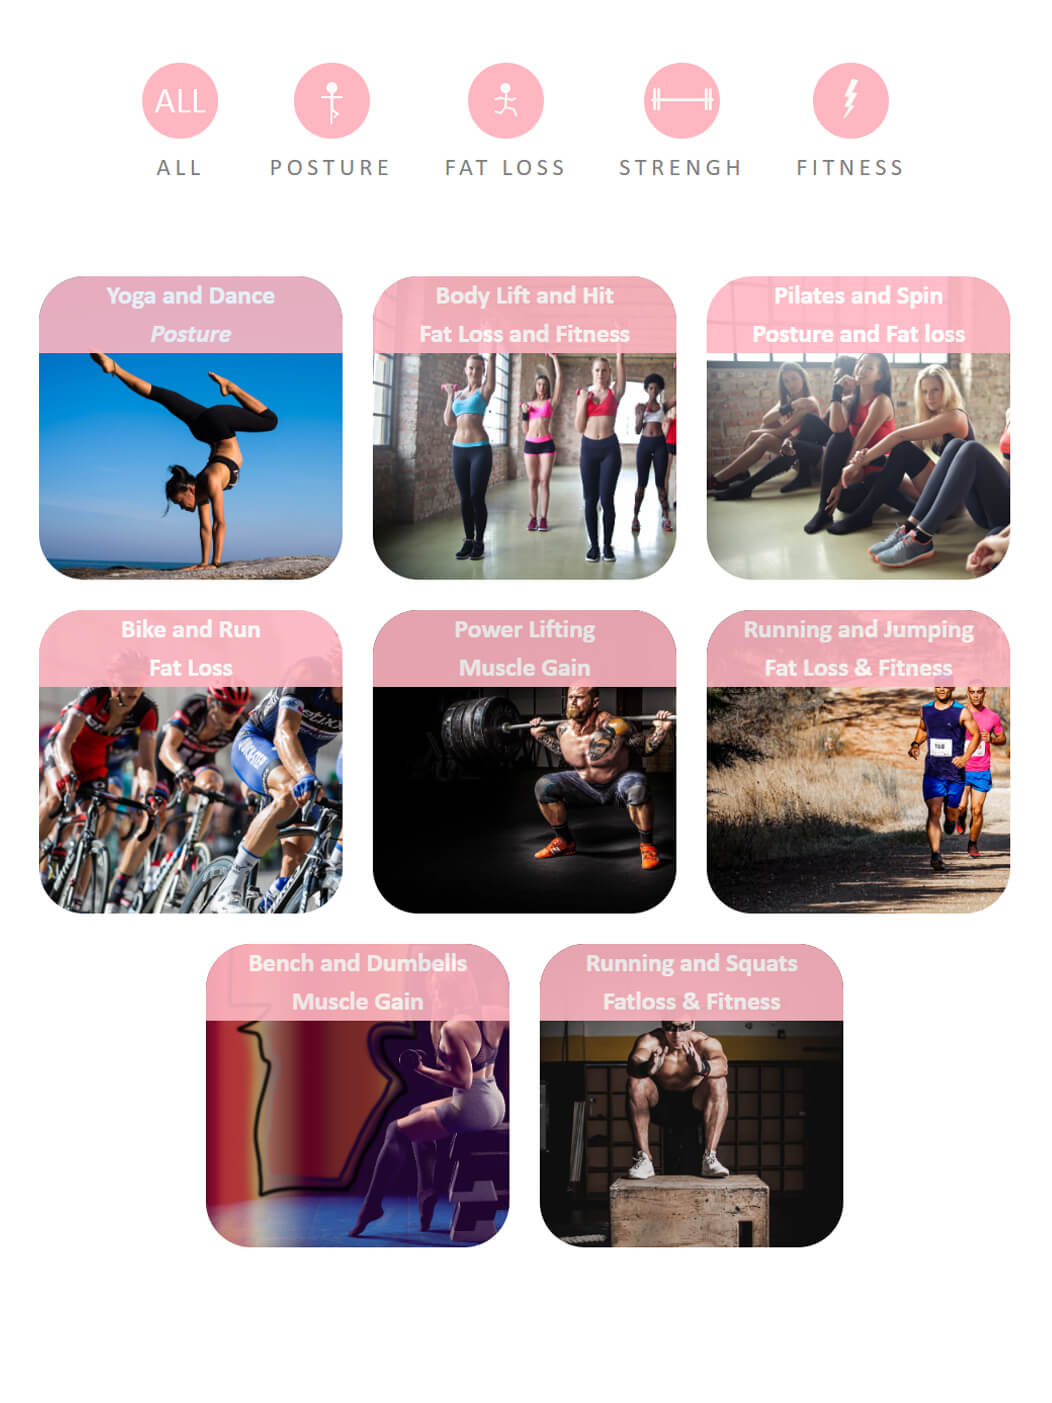 ALL
ALL
POSTURE
FAT LOSS
STRENGH
FITNESS
Yoga and Dance
Posture
Body Lift and Hit
Fat Loss and Fitness
Pilates and Spin
Posture and Fat loss
Bike and Run
Fat Loss
Power Lifting
Muscle Gain
Running and Jumping
Fat Loss & Fitness
Bench and Dumbells
Muscle Gain
Running and Squats
Fatloss & Fitness